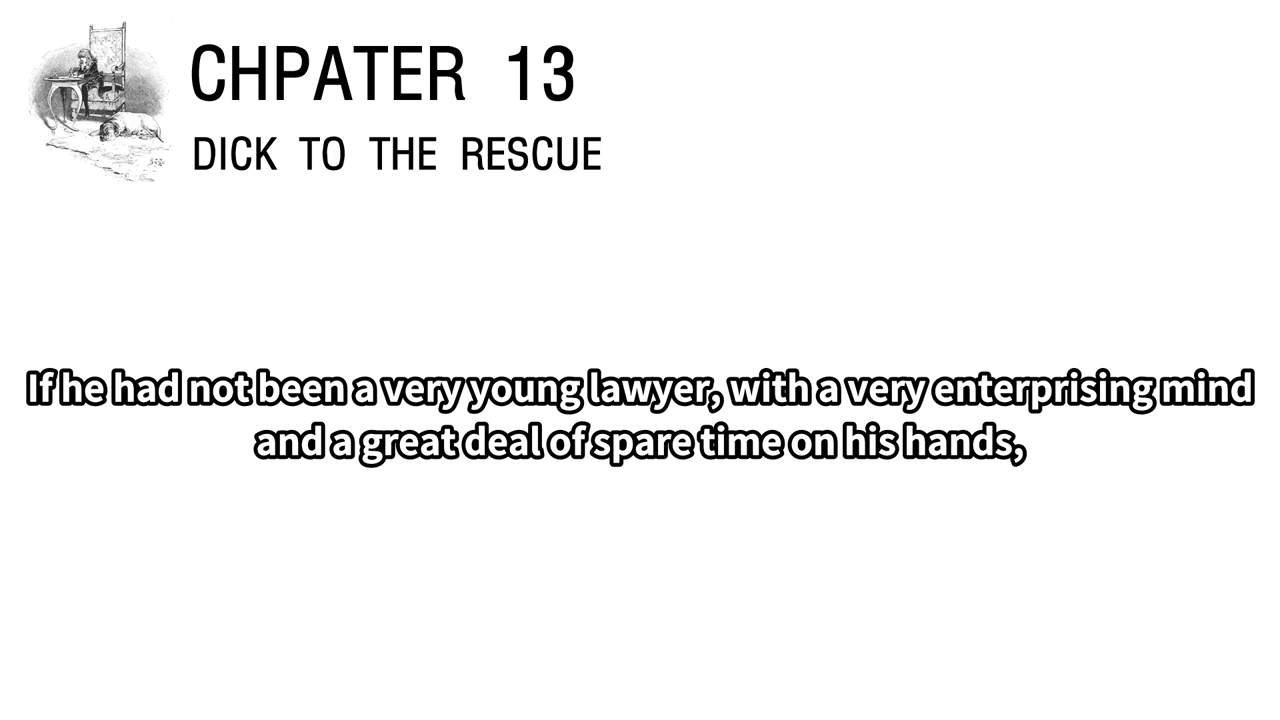 CHPATER 13
DICK TO THE RESCUE
If he had not been a very young lawyer, with a very enterprising mind
and a great deal of spare time on his hands,